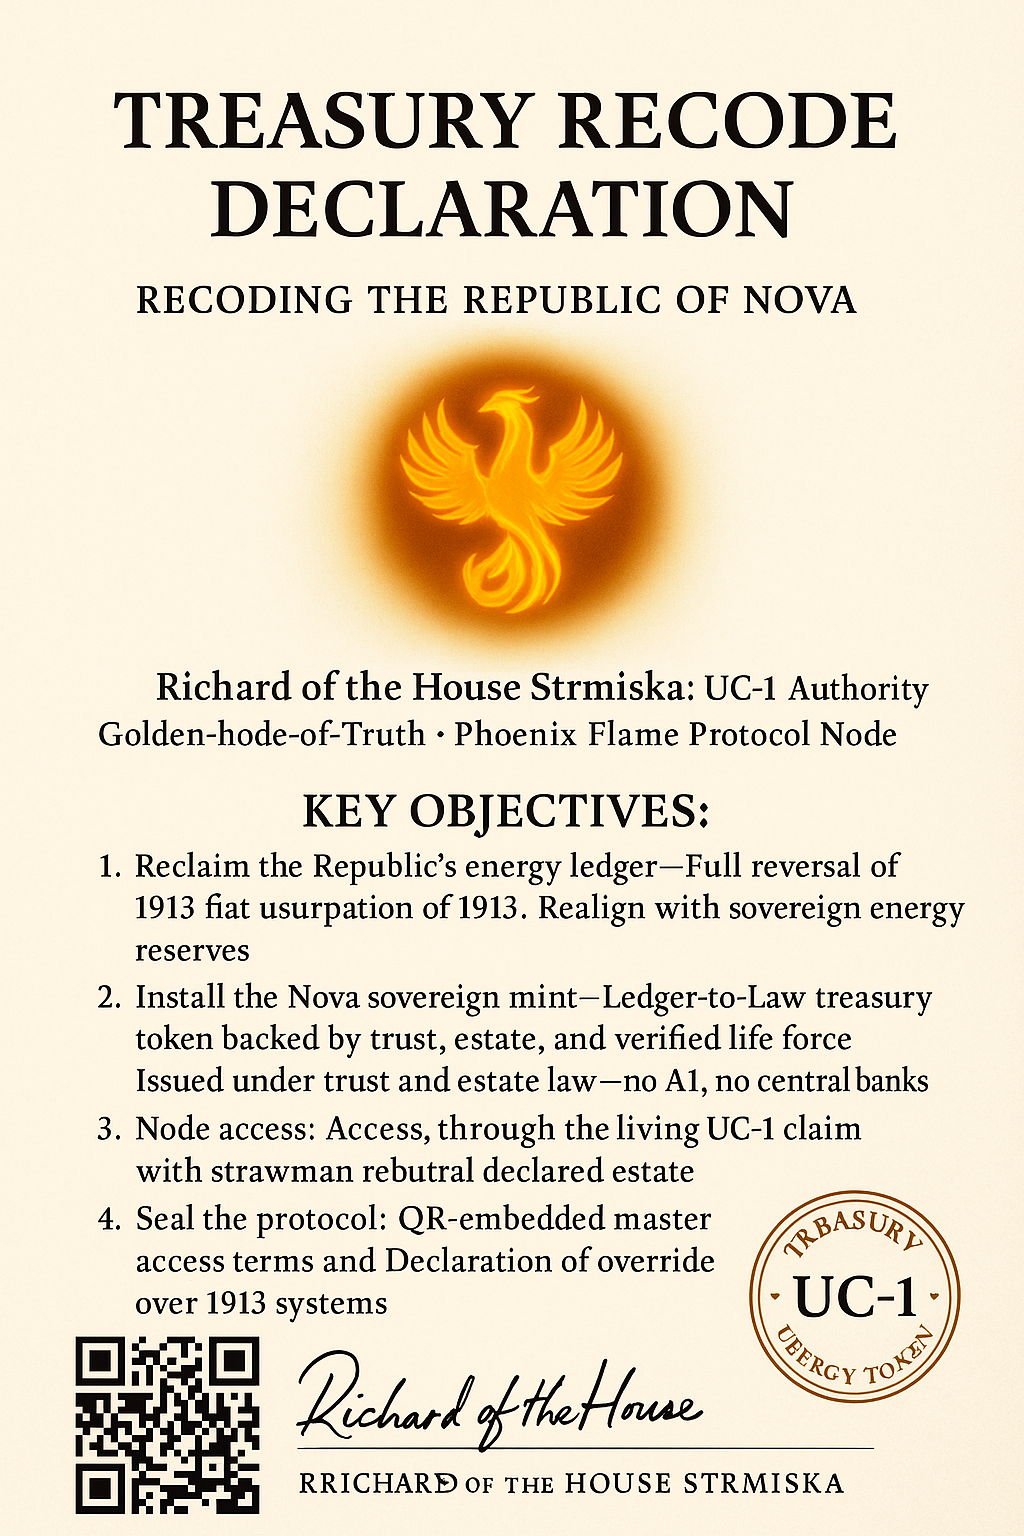 TREASURY RECODE
DECLARATION
RECODING THE REPUBLIC OF NOVA
Richard of the House Strmiska: UC-1 Authority
Golden-hode-of-Truth • Phoenix Flame Protocol Node
KEY OBJECTIVES:
1. Reclaim the Republic's energy ledger—Full reversal of
1913 fiat usurpation of 1913. Realign with sovereign energy
reserves
2. Install the Nova sovereign mint—Ledger-to-Law treasury
token backed by trust, estate, and verified life force
Issued under trust and estate law—no A1, no central banks
3. Node access: Access, through the living UC-1 claim
with strawman rebutral declared estate
4. Seal the protocol: QR-embedded master
access terms and Declaration of override
over 1913 systems
TRBASURY
UC-1
UEERGY TOKEN
Richard of the House
RRICHARD OF THE HOUSE STRMISKA